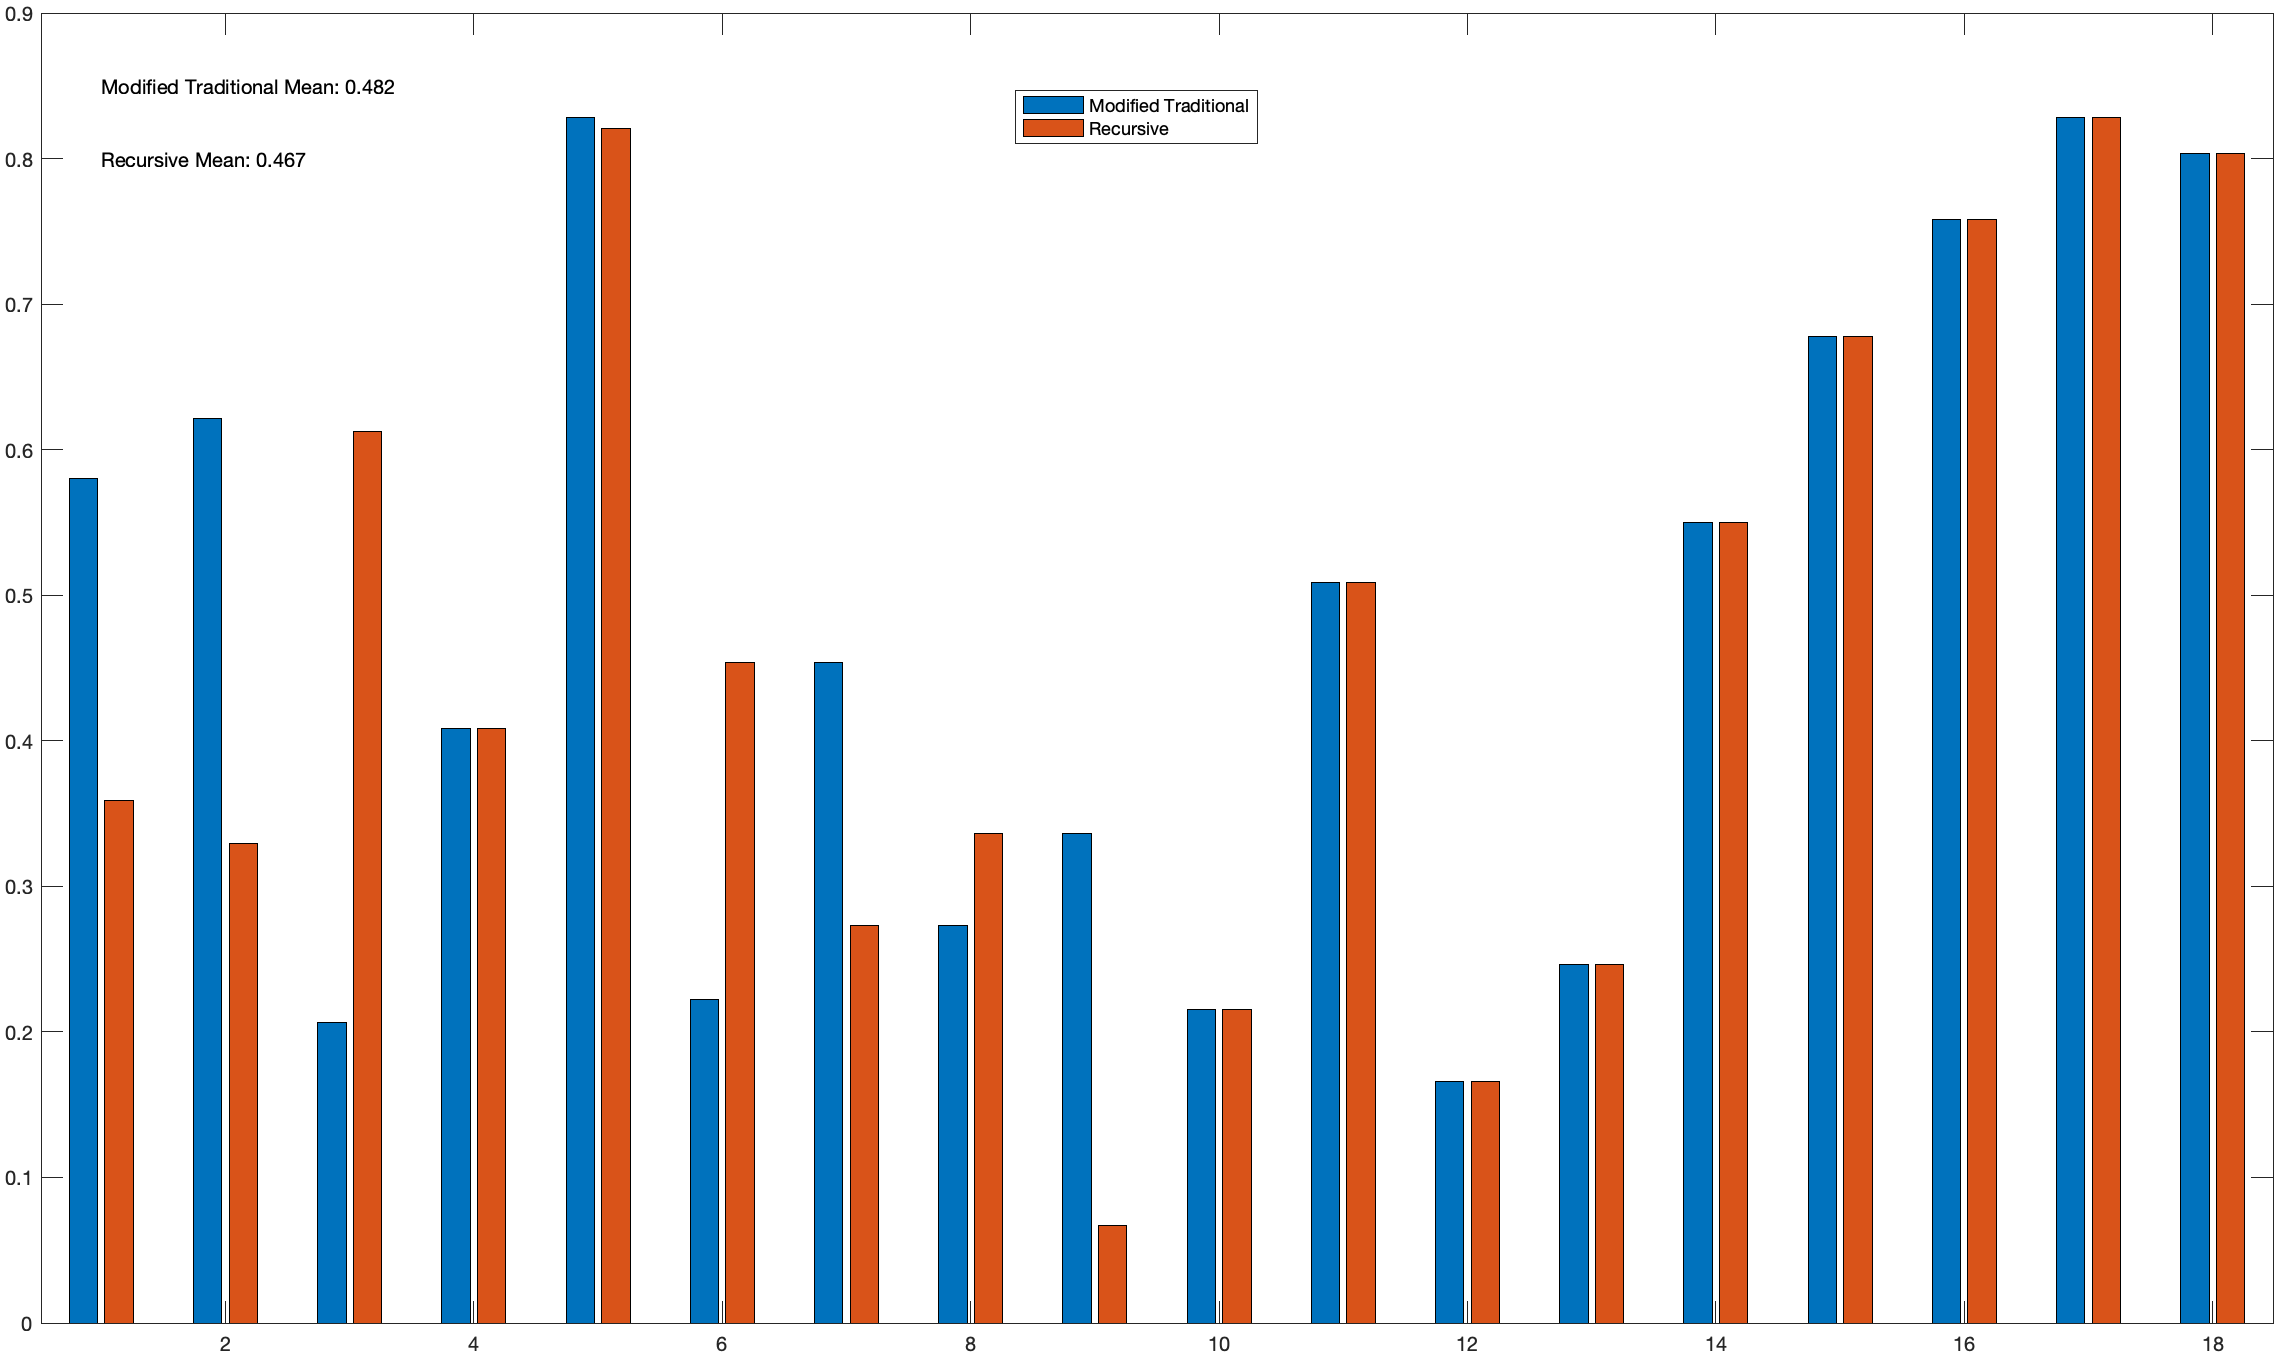 0.9
Modified Traditional Mean: 0.482
Modified Traditional
Recursive
Recursive Mean: 0.467
0.8
0.7
0.6
0.5
0.4
0.3
0.2
0.1
0
2 4 6 8 10 12 14 16 18